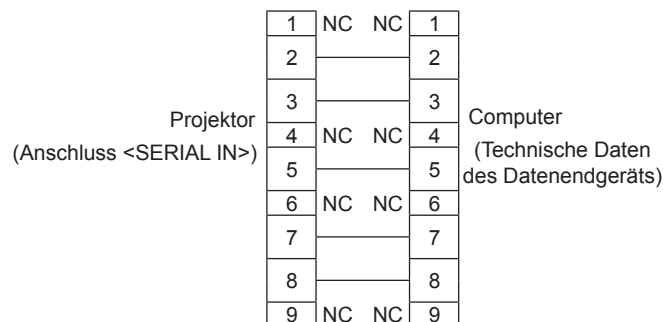 1 NC NC 1
2 2
3 3
Projektor
Computer
4 NC NC 4
(Anschluss <SERIAL IN>)
(Technische Daten
5 5
des Datenendgeräts)
6 NC NC 6
7 7
8 8
9 NC NC 9